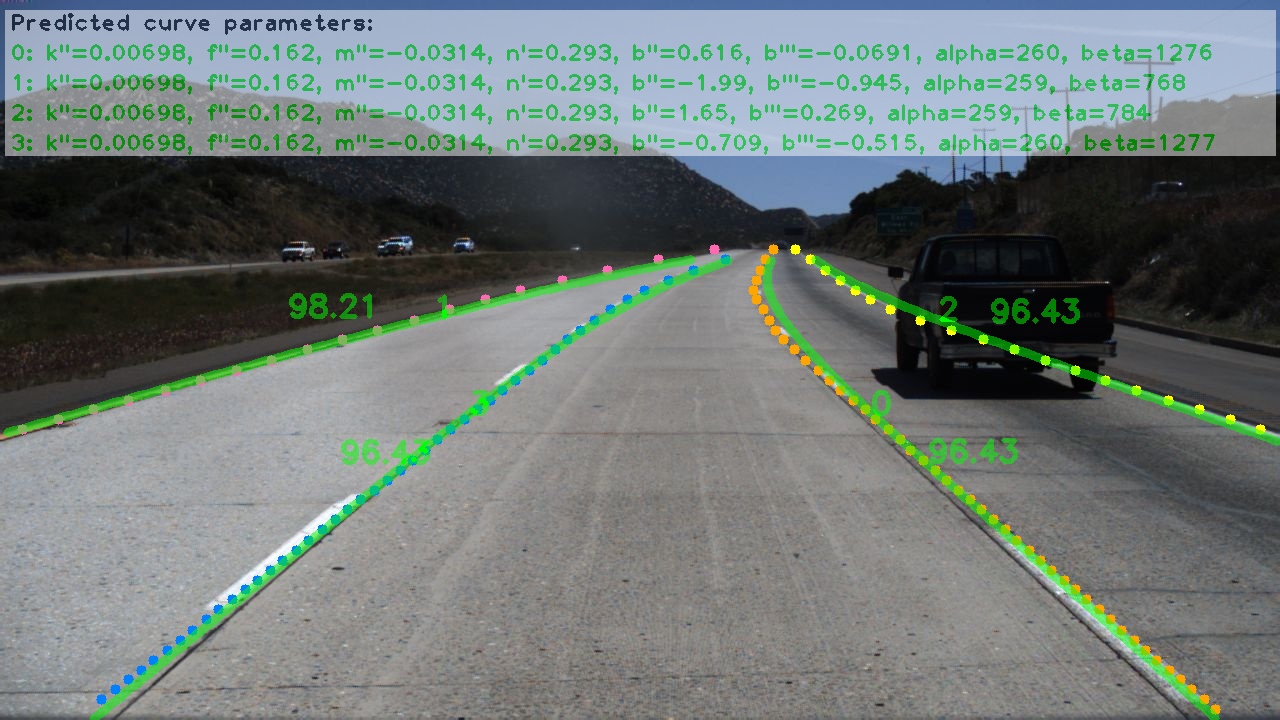 Predicted curve parameters:
0: k''=0.00698, f''=0.162, m''=-0.0314, n'=0.293, b''=0.616, b'''=-0.0691, alpha=260, beta=1276
1: k''=0.00698, f''=0.162, m''=-0.0314, n'=0.293, b''=-1.99, b'''=-0.945, alpha=259, beta=768
2: k''=0.00698, f''=0.162, m''=-0.0314, n'=0.293, b''=1.65, b'''=0.269, alpha=259, beta=784
3: k''=0.00698, f''=0.162, m''=-0.0314, n'=0.293, b''=-0.709, b'''=-0.515, alpha=260, beta=1277
98.21 1 2 96.43
3 0
96.43 96.43